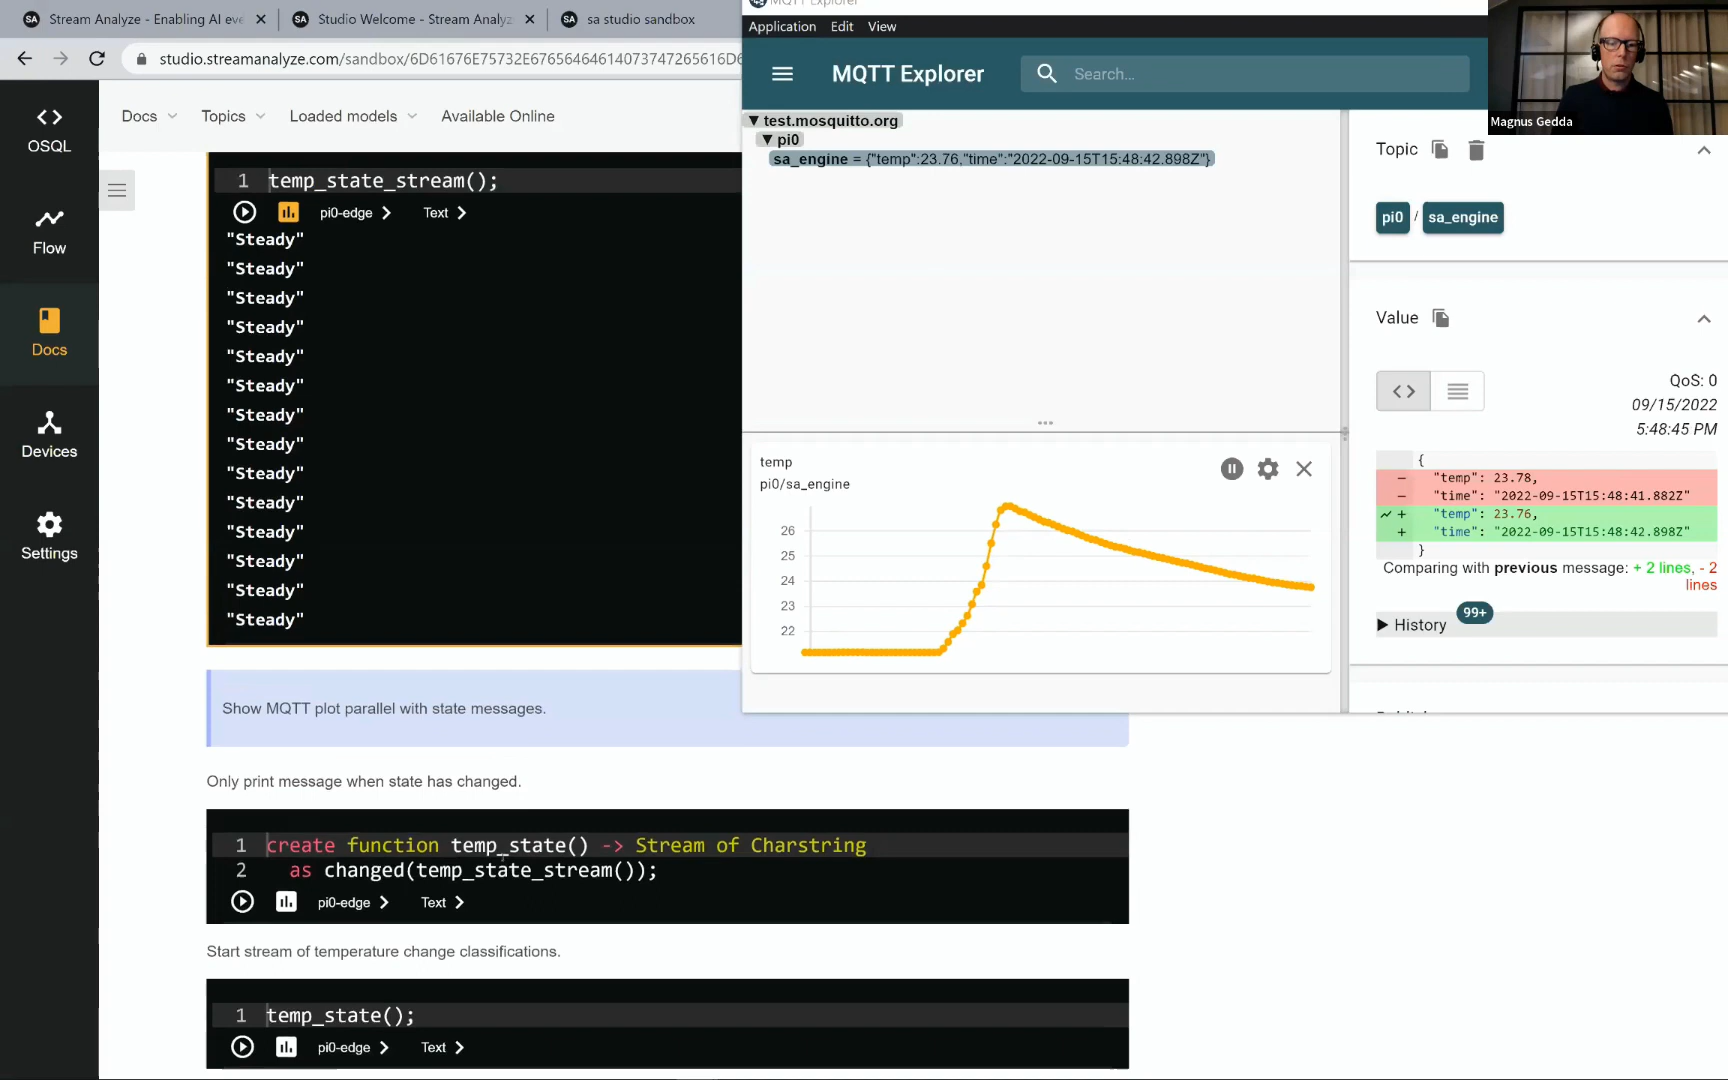 Stream Analyze - Enabling AI eve
Studio Welcome - Stream Analyz
sa studio sandbox
studio.streamanalyze.com/sandbox/6D61676E75732E67656464614073747265616D6
OSQL
Flow
Docs
Devices
Settings
Docs
Topics
Loaded models
Available Online
1 temp_state_stream();
pi0-edge
Text
"Steady"
"Steady"
"Steady"
"Steady"
"Steady"
"Steady"
"Steady"
"Steady"
"Steady"
"Steady"
"Steady"
"Steady"
"Steady"
"Steady"
Show MQTT plot parallel with state messages.
Only print message when state has changed.
1 create function temp_state() -> Stream of Charstring
2 as changed(temp_state_stream());
pi0-edge
Text
Start stream of temperature change classifications.
1 temp_state();
pi0-edge
Text
MQTT Explorer
Application Edit View
MQTT Explorer
Search...
test.mosquitto.org
pi0
sa_engine = {"temp":23.76,"time":"2022-09-15T15:48:42.898Z"}
temp
pi0/sa_engine
26
25
24
23
22
Magnus Gedda
Topic
pi0 / sa_engine
Value
QoS: 0
09/15/2022
5:48:45 PM
{
- "temp": 23.78,
- "time": "2022-09-15T15:48:41.882Z"
+ "temp": 23.76,
+ "time": "2022-09-15T15:48:42.898Z"
}
Comparing with previous message: + 2 lines, - 2
lines
History
99+